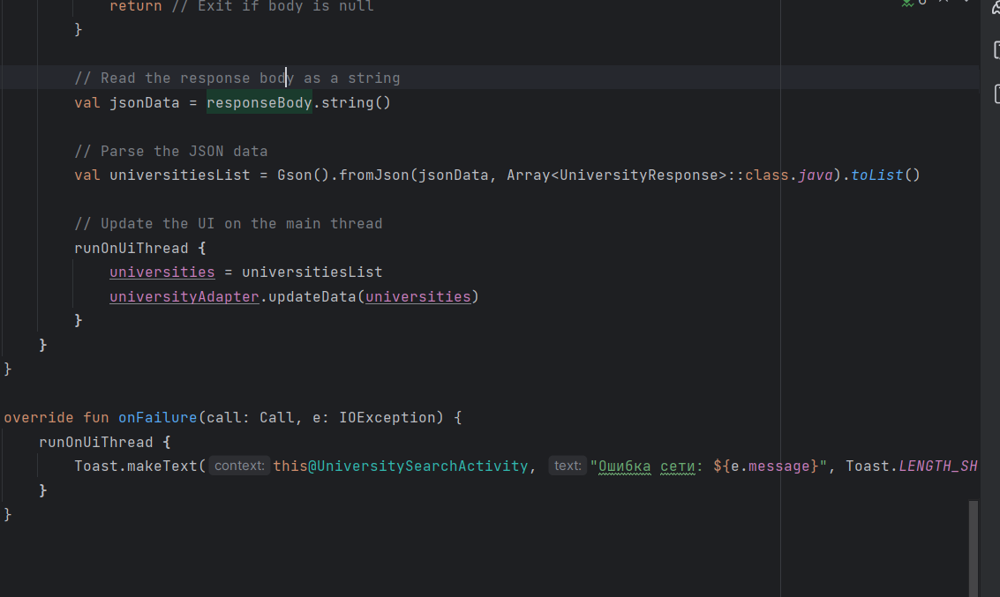 return // Exit if body is null
}
// Read the response body as a string
val jsonData = responseBody.string()
// Parse the JSON data
val universitiesList = Gson().fromJson(jsonData, Array<UniversityResponse>::class.java).toList()
// Update the UI on the main thread
runOnUiThread {
universities = universitiesList
universityAdapter.updateData(universities)
}
}
}
override fun onFailure(call: Call, e: IOException) {
runOnUiThread {
Toast.makeText( context: this@UniversitySearchActivity, text: "Ошибка сети: ${e.message}", Toast.LENGTH_SH
}
}